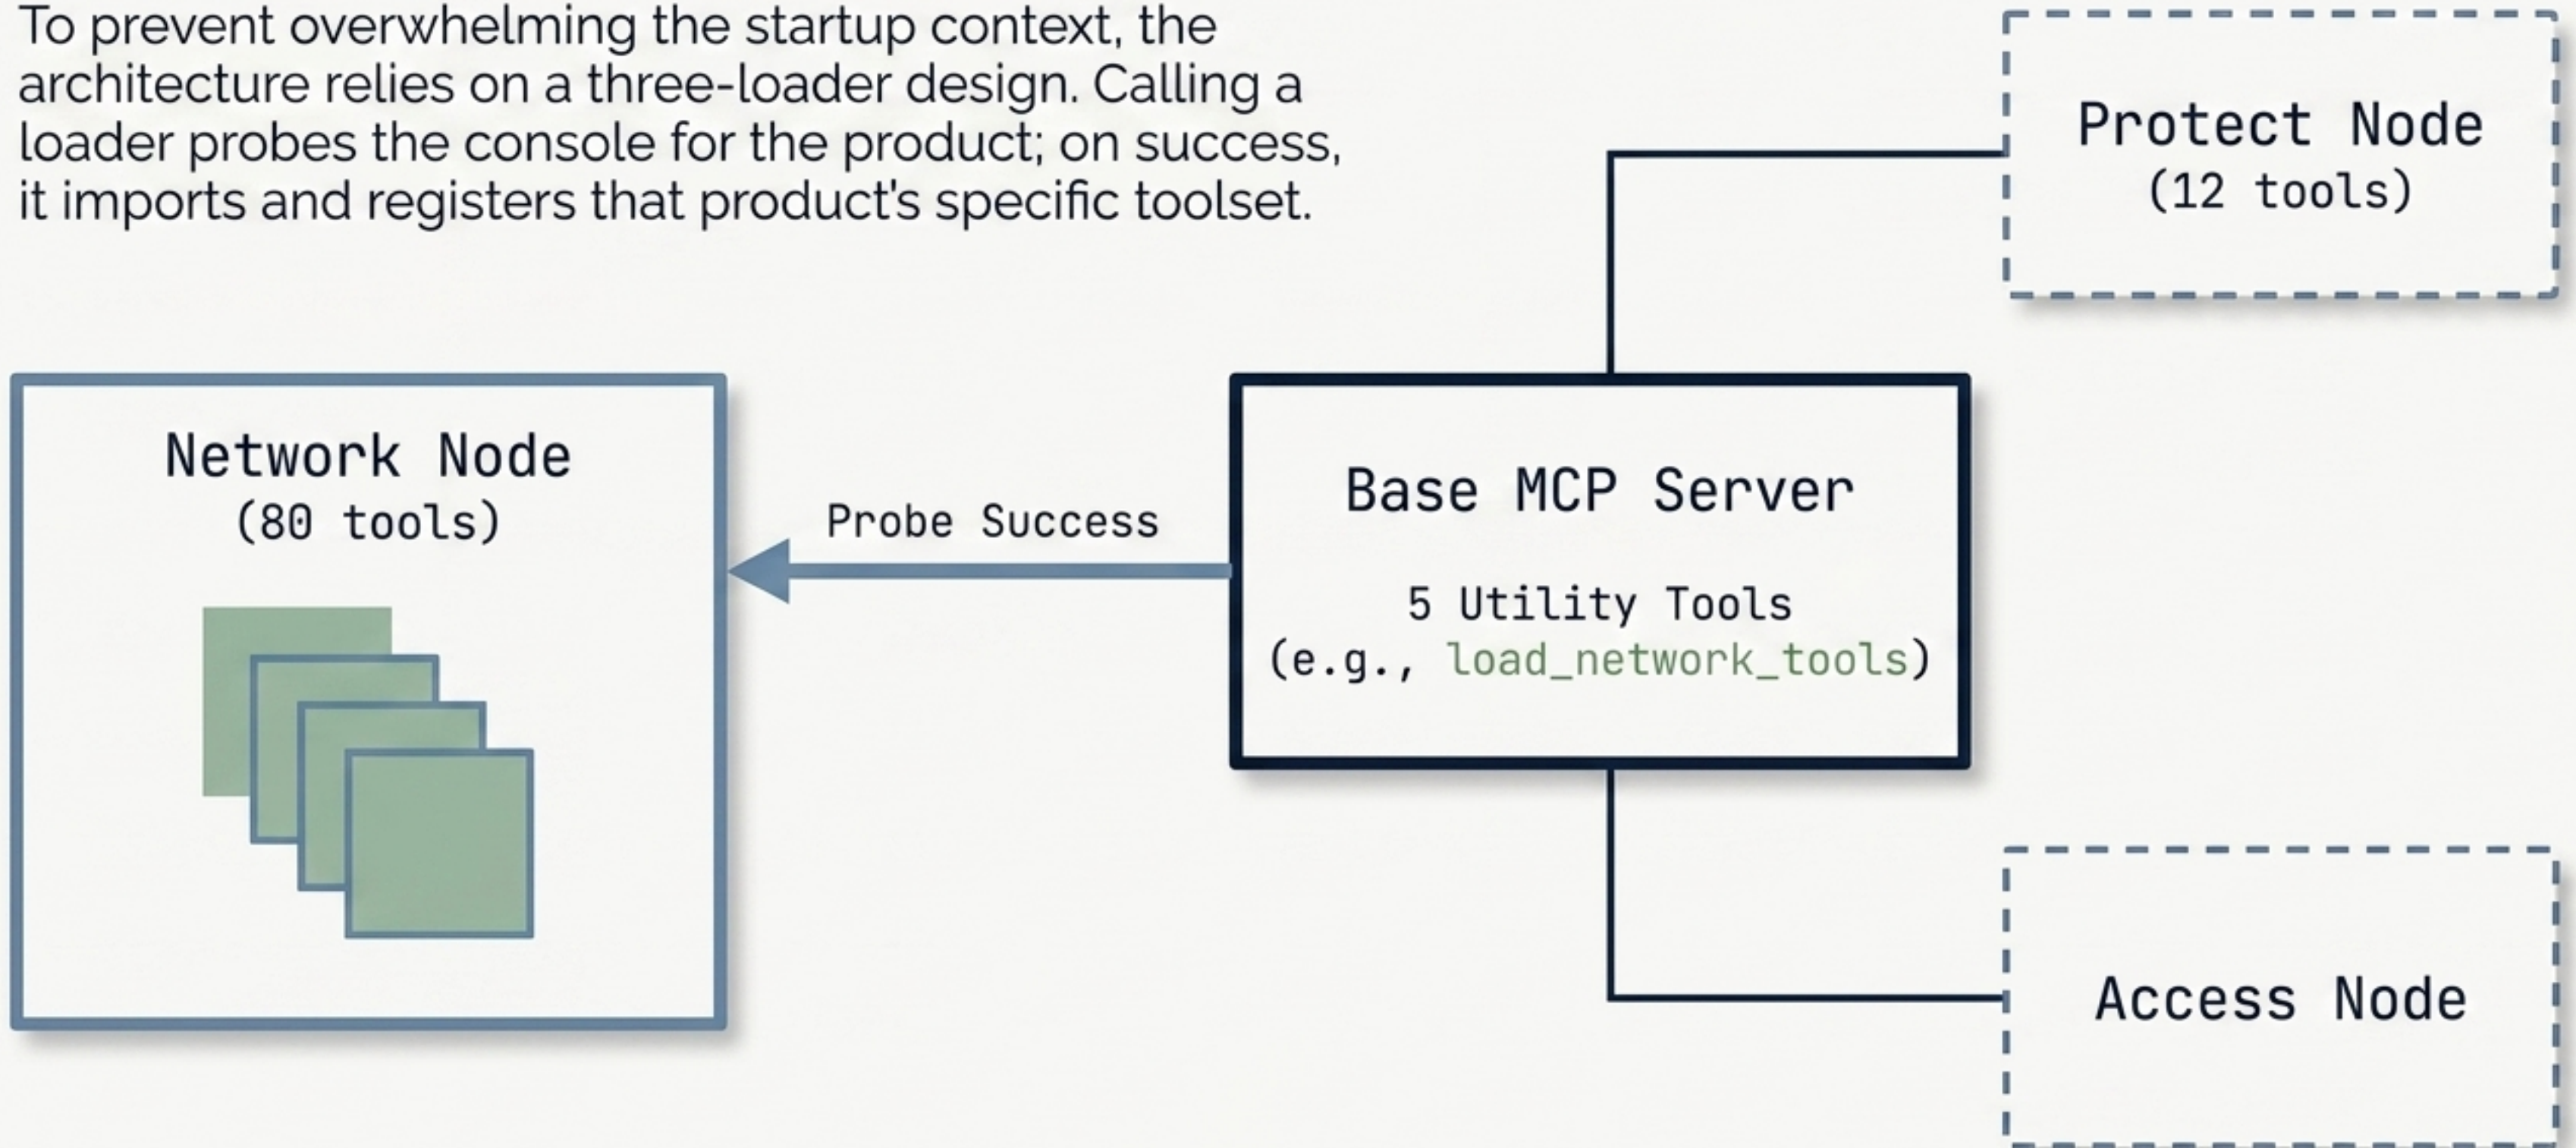 To prevent overwhelming the startup context, the
architecture relies on a three-loader design. Calling a
loader probes the console for the product; on success,
it imports and registers that product's specific toolset.
Protect Node
(12 tools)
Network Node
(80 tools)
Probe Success
Base MCP Server
5 Utility Tools
(e.g., load_network_tools)
Access Node